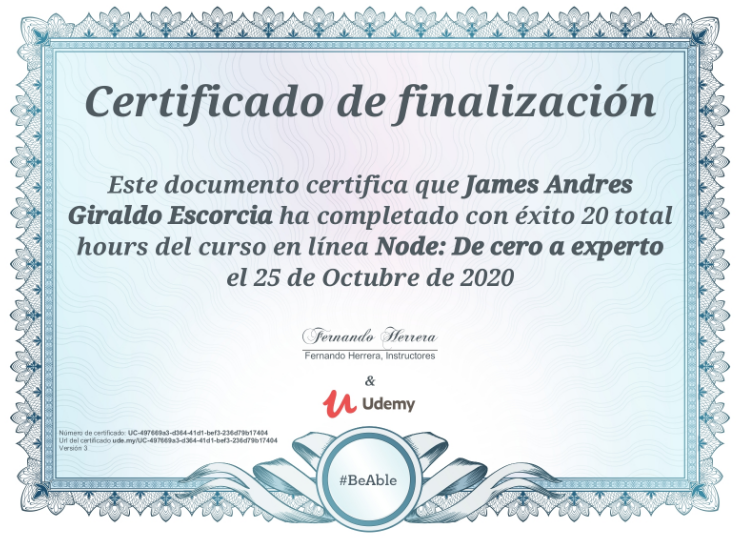 Certificado de finalización
Este documento certifica que James Andres
Giraldo Escorcia ha completado con éxito 20 total
hours del curso en línea Node: De cero a experto
el 25 de Octubre de 2020
Fernando Herrera
Fernando Herrera, Instructores
&
Udemy
Número de certificado: UC-497669a3-d364-41d1-bef3-236d79b17404
Url del certificado ude.my/UC-497669a3-d364-41d1-bef3-236d79b17404
Versión 3
#BeAble